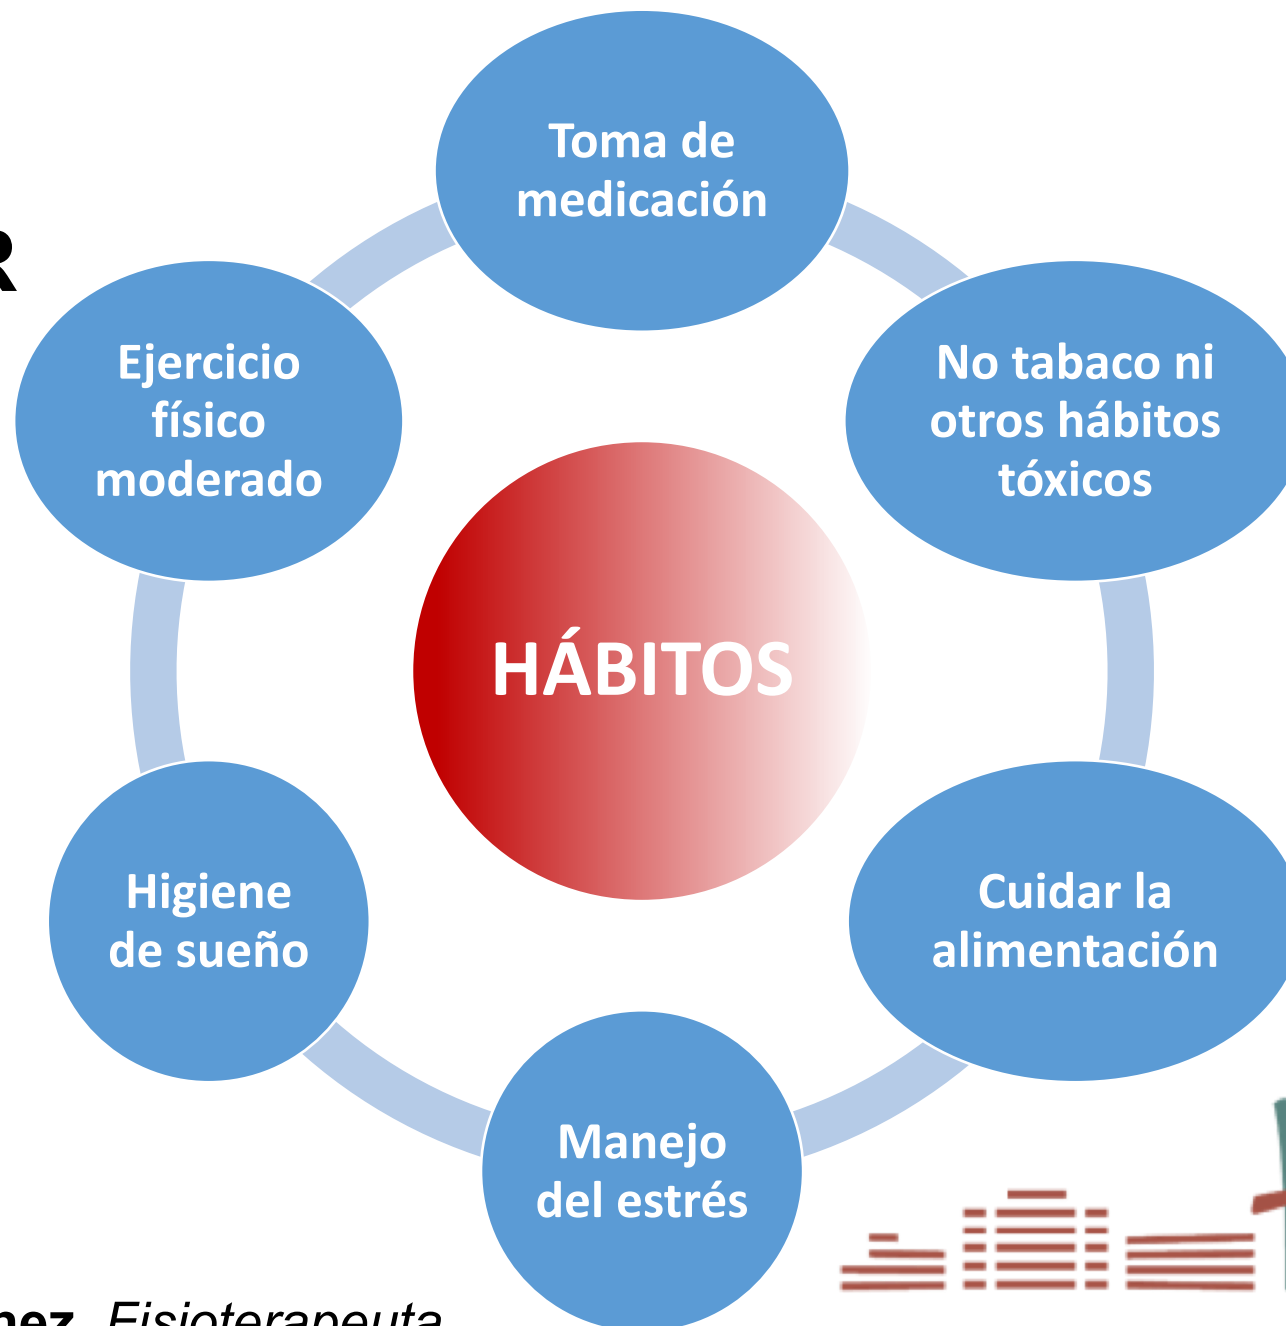 Toma de
medicación
R
Ejercicio
físico
moderado
No tabaco ni
otros hábitos
tóxicos
HÁBITOS
Higiene
de sueño
Cuidar la
alimentación
Manejo
del estrés
nez. Fisioterapeuta